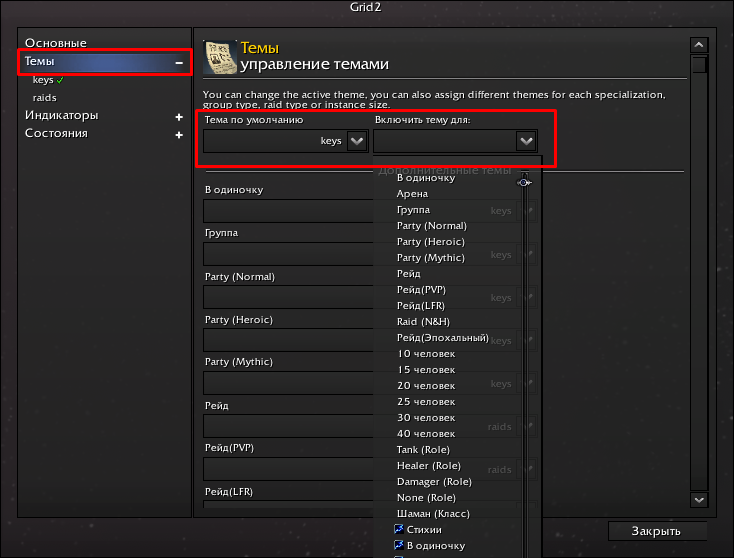 Grid2
Основные
Темы
keys
raids
Индикаторы
Состояния
Темы
управление темами
You can change the active theme, you can also assign different themes for each specialization,
group type, raid type or instance size.
Тема по умолчанию
keys
Включить тему для:
Дополнительные темы
В одиночку
keys
Группа
keys
Party (Normal)
keys
Party (Heroic)
keys
Party (Mythic)
keys
Рейд
raids
Рейд(PVP)
raids
Рейд(LFR)
В одиночку
Арена
Группа
Party (Normal)
Party (Heroic)
Party (Mythic)
Рейд
Рейд(PVP)
Рейд(LFR)
Raid (N&H)
Рейд(Эпохальный)
10 человек
15 человек
20 человек
25 человек
30 человек
40 человек
Tank (Role)
Healer (Role)
Damager (Role)
None (Role)
Шаман (Класс)
Стихии
В одиночку
Закрыть